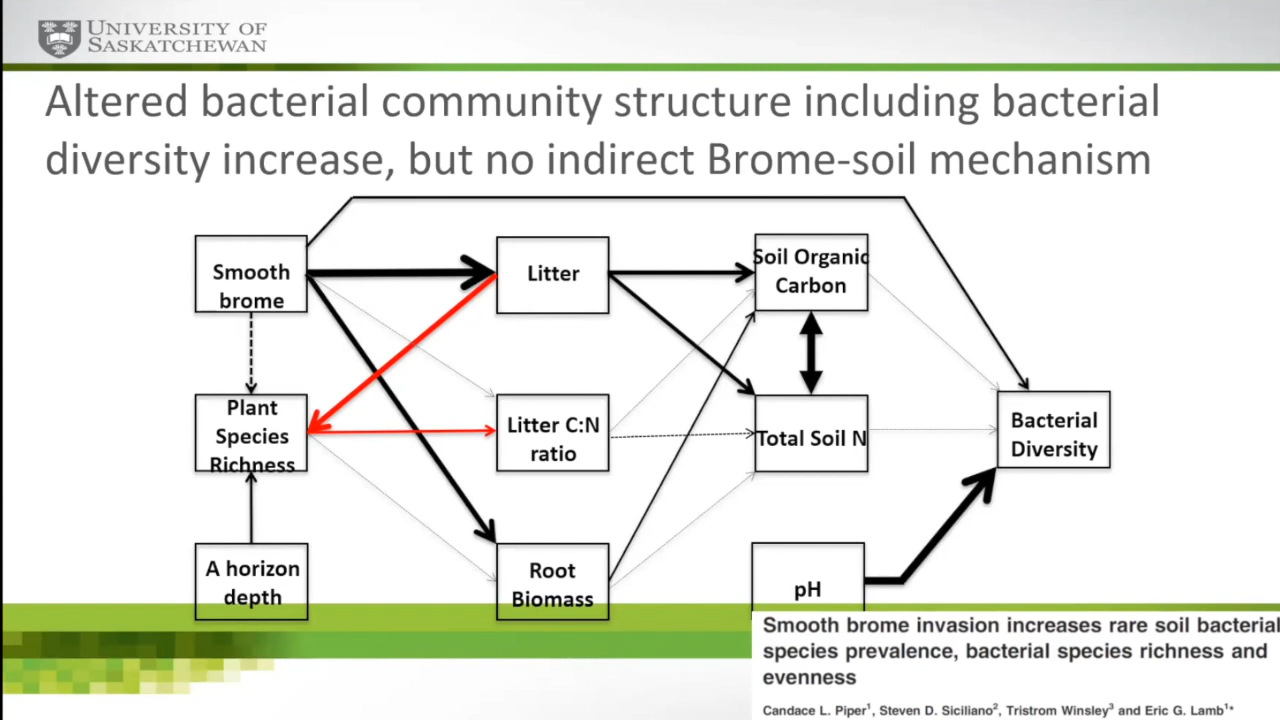 UNIVERSITY OF
SASKATCHEWAN
Altered bacterial community structure including bacterial
diversity increase, but no indirect Brome-soil mechanism
Smooth
brome
Litter
Soil Organic
Carbon
Plant
Species
Richness
Litter C:N
ratio
Total Soil N
Bacterial
Diversity
A horizon
depth
Root
Biomass
pH
Smooth brome invasion increases rare soil bacterial
species prevalence, bacterial species richness and
evenness
Candace L. Piper¹, Steven D. Siciliano², Tristrom Winsley³ and Eric G. Lamb¹*